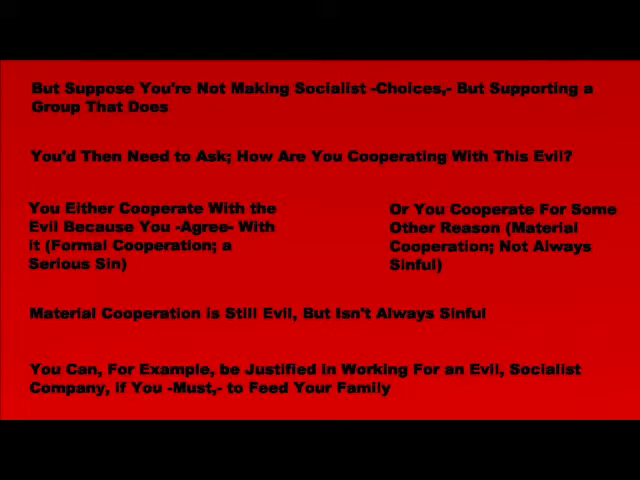 But Suppose You're Not Making Socialist -Choices,- But Supporting a
Group That Does
You'd Then Need to Ask; How Are You Cooperating With This Evil?
You Either Cooperate With the
Evil Because You -Agree- With
it (Formal Cooperation; a
Serious Sin)
Or You Cooperate For Some
Other Reason (Material
Cooperation; Not Always
Sinful)
Material Cooperation is Still Evil, But Isn't Always Sinful
You Can, For Example, be Justified in Working For an Evil, Socialist
Company, if You -Must,- to Feed Your Family